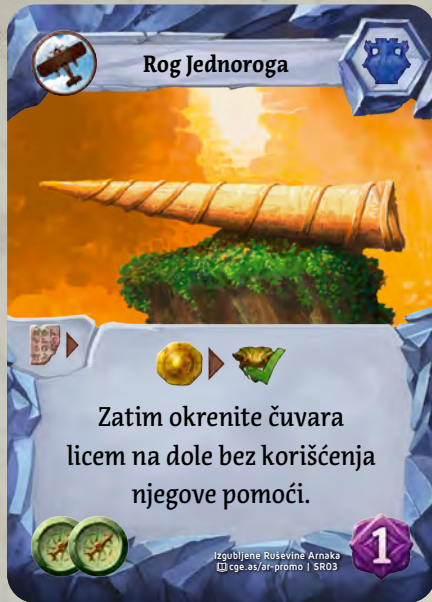 Rog Jednoroga
Zatim okrenite čuvara
licem na dole bez korišćenja
njegove pomoći.
Izgubljene Ruševine Arnaka
cge.as/ar-promo | SR03
1